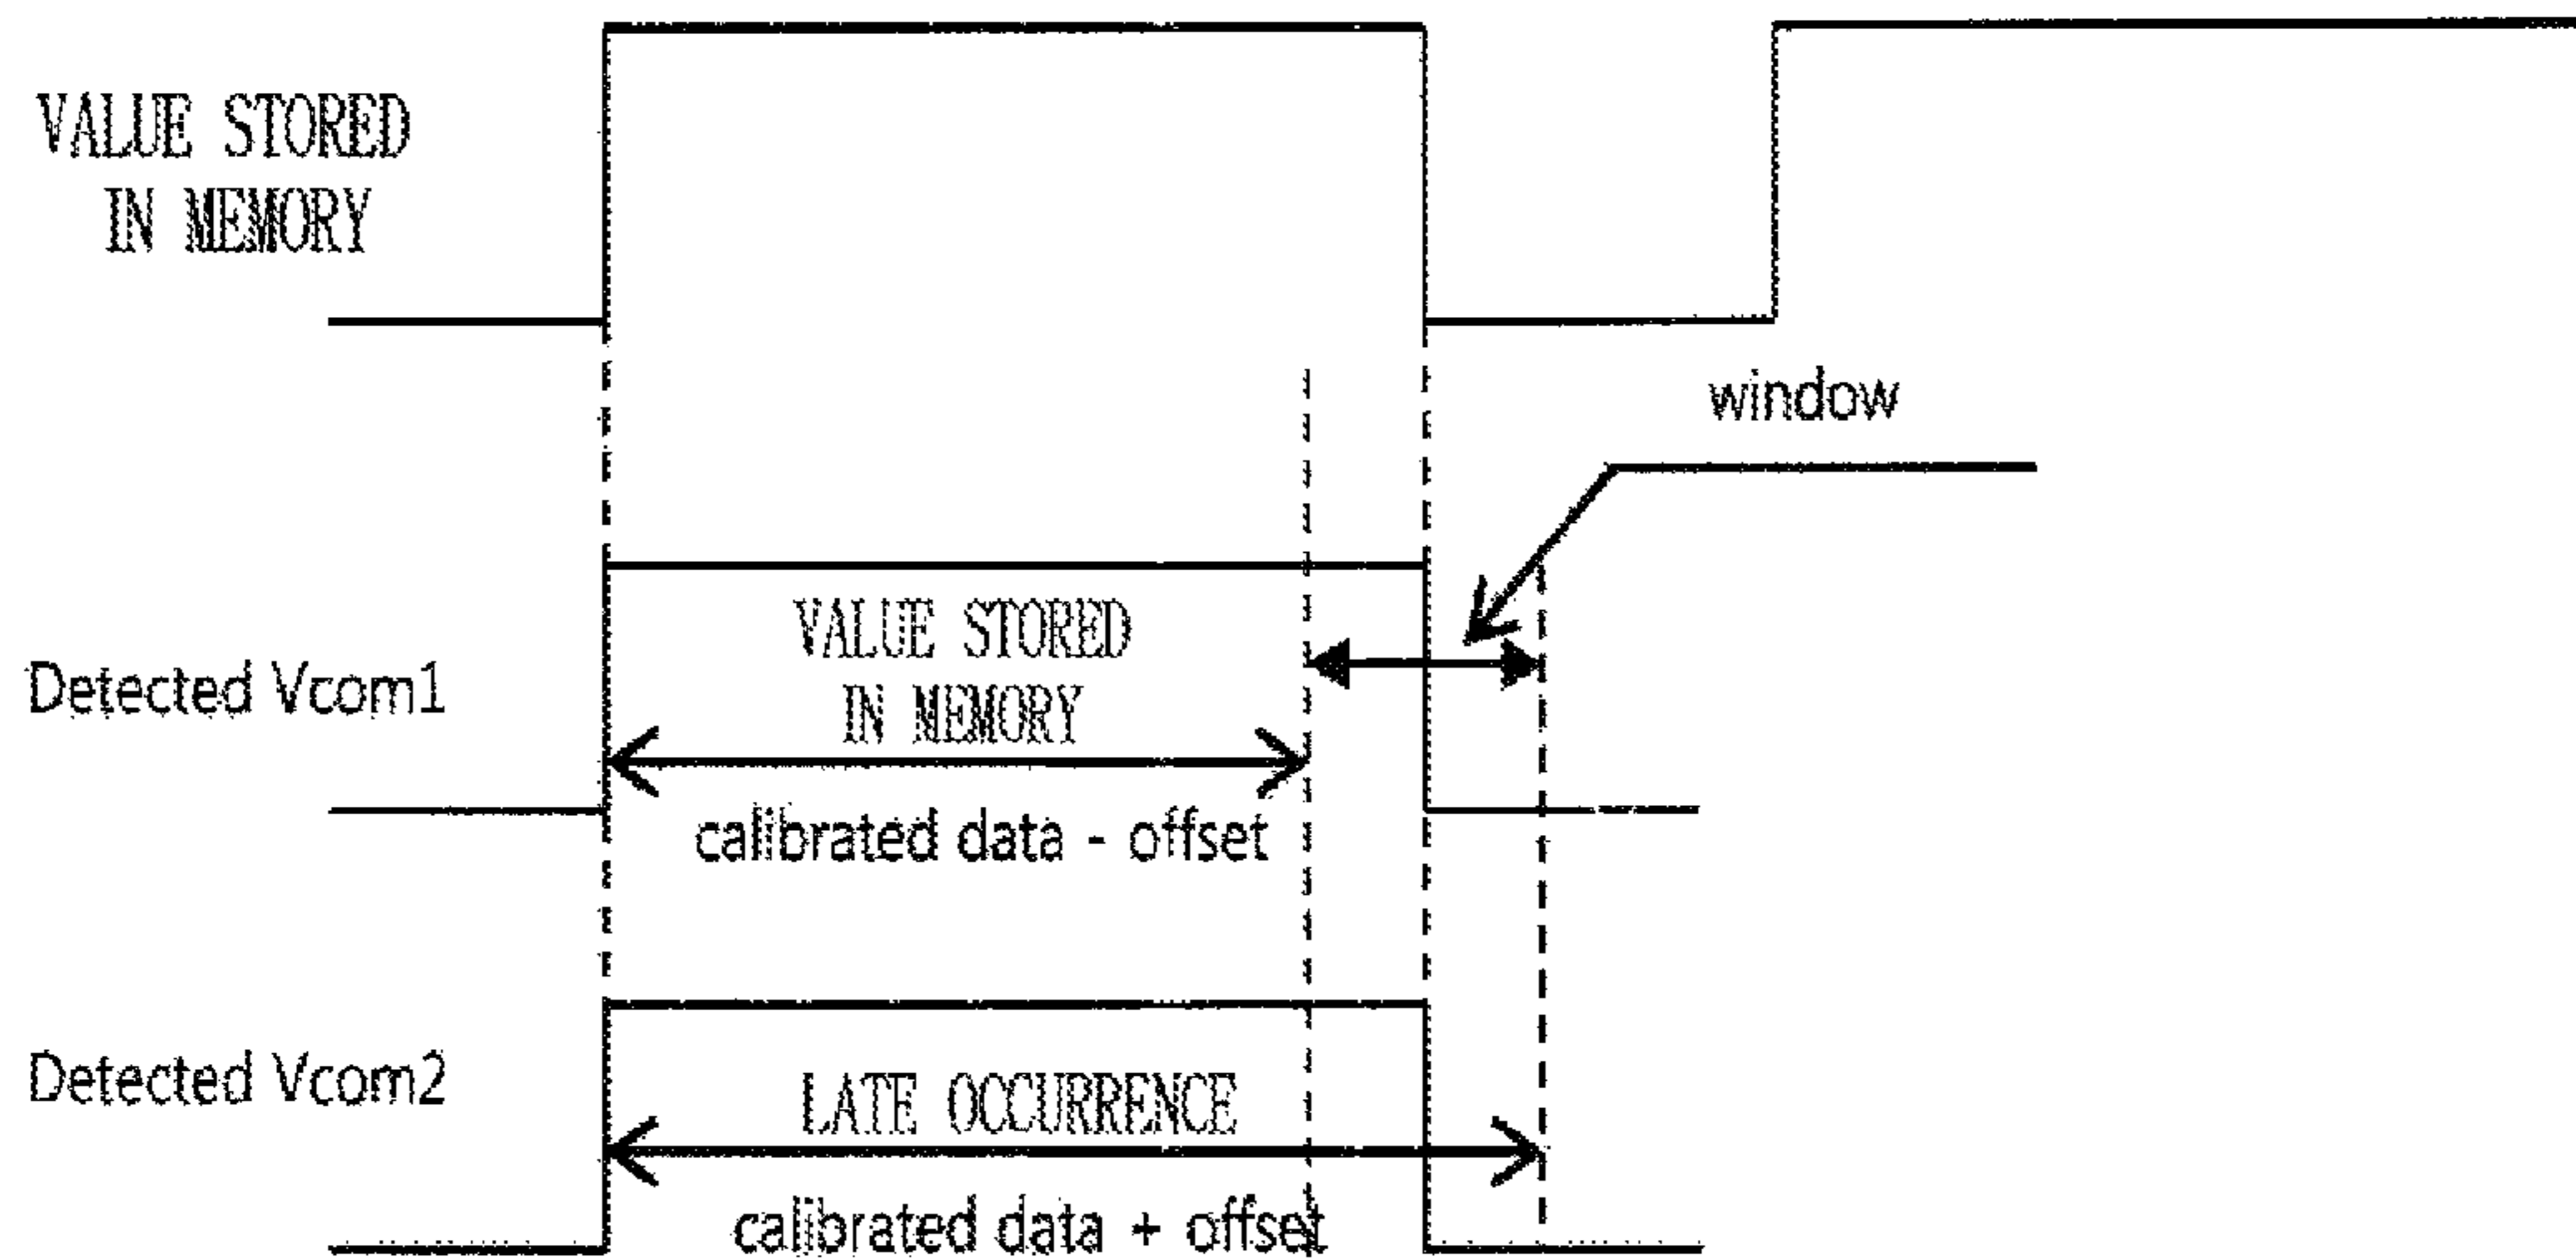 VALUE STORED
IN MEMORY
window
VALUE STORED
IN MEMORY
Detected Vcom1
calibrated data - offset
LATE OCCURRENCE
Detected Vcom2
calibrated data + offset